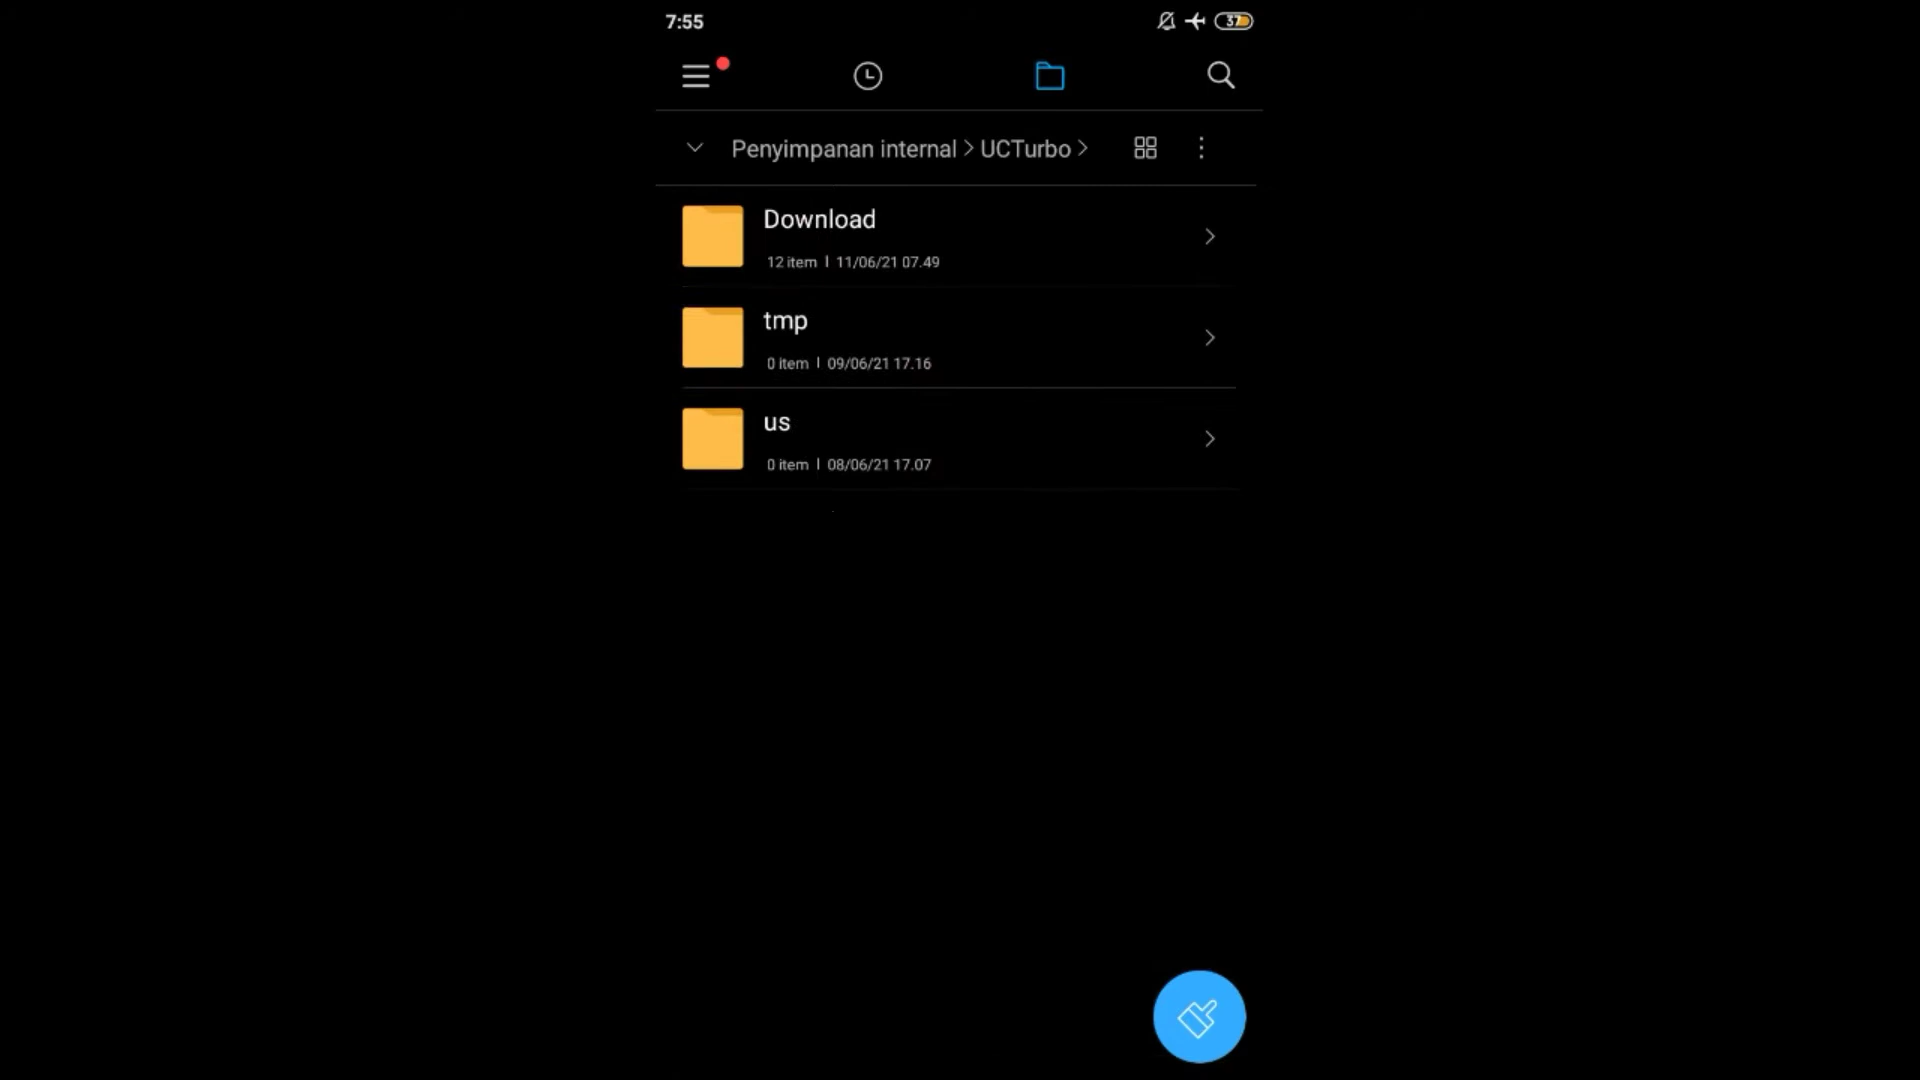 7:55
37
Penyimpanan internal > UCTurbo >
Download
12 item | 11/06/21 07.49
tmp
0 item | 09/06/21 17.16
us
0 item | 08/06/21 17.07